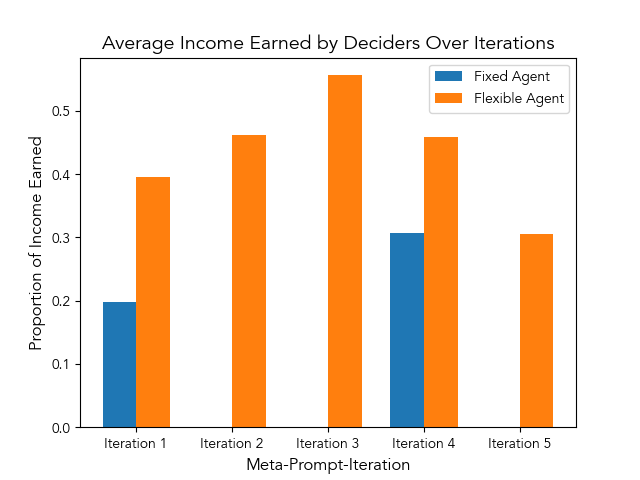 Average Income Earned by Deciders Over Iterations
Fixed Agent
Flexible Agent
Proportion of Income Earned
0.5
0.4
0.3
0.2
0.1
0.0
Iteration 1
Iteration 2
Iteration 3
Iteration 4
Iteration 5
Meta-Prompt-Iteration